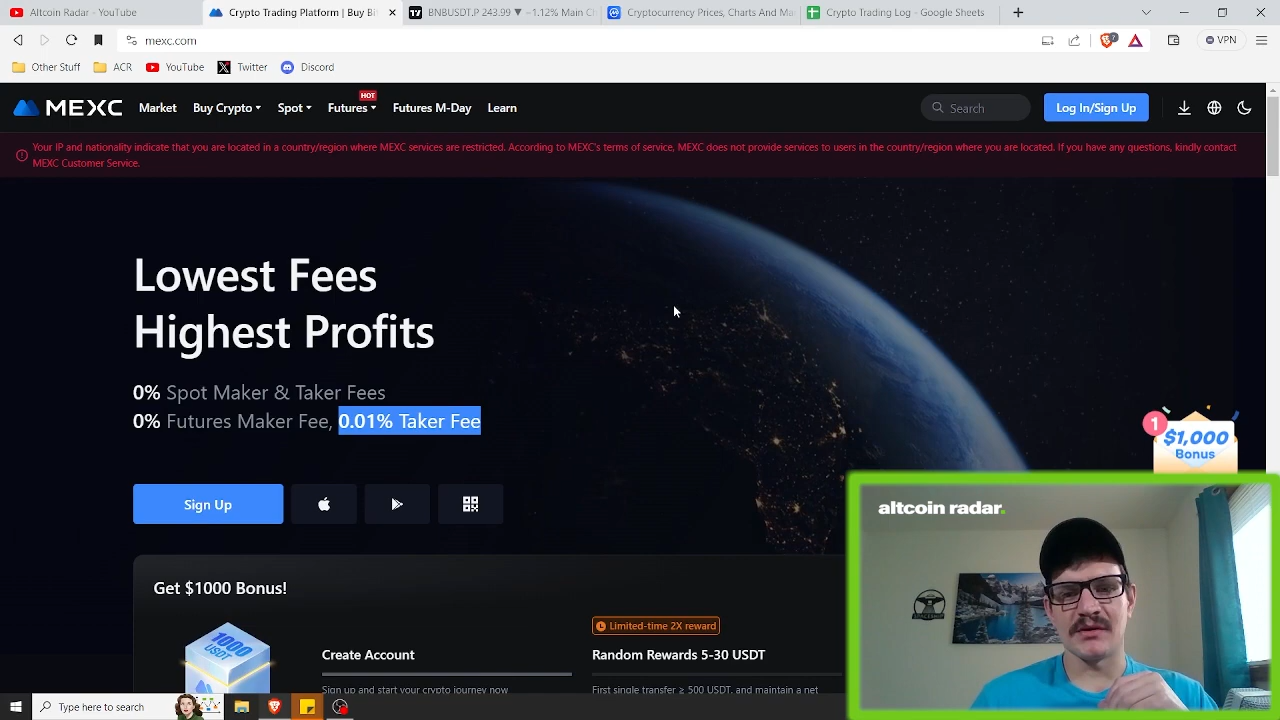 Altcoin Radar - YouTube
Crypto Trading Platform | Buy Bi
BNBUSDT.P 243.99 ▼ −1.12% Main Ch
Cryptocurrency Prices, Charts And Ma
Crypto Trading Log - Google Sheets
mexc.com
7
VPN
Other Stuff
ACR
YouTube
Twitter
Discord
MEXC
Market
Buy Crypto
Spot
Futures
HOT
Futures M-Day
Learn
Search
Log In/Sign Up
Your IP and nationality indicate that you are located in a country/region where MEXC services are restricted. According to MEXC's terms of service, MEXC does not provide services to users in the country/region where you are located. If you have any questions, kindly contact
MEXC Customer Service.
Lowest Fees
Highest Profits
0% Spot Maker & Taker Fees
0% Futures Maker Fee, 0.01% Taker Fee
1
$1,000
Bonus
Sign Up
altcoin radar.
Get $1000 Bonus!
1000
USDT
Create Account
Sign up and start your crypto journey now
Limited-time 2X reward
Random Rewards 5-30 USDT
First single transfer ≥ 500 USDT, and maintain a net
SPACESHIP
Type here to search